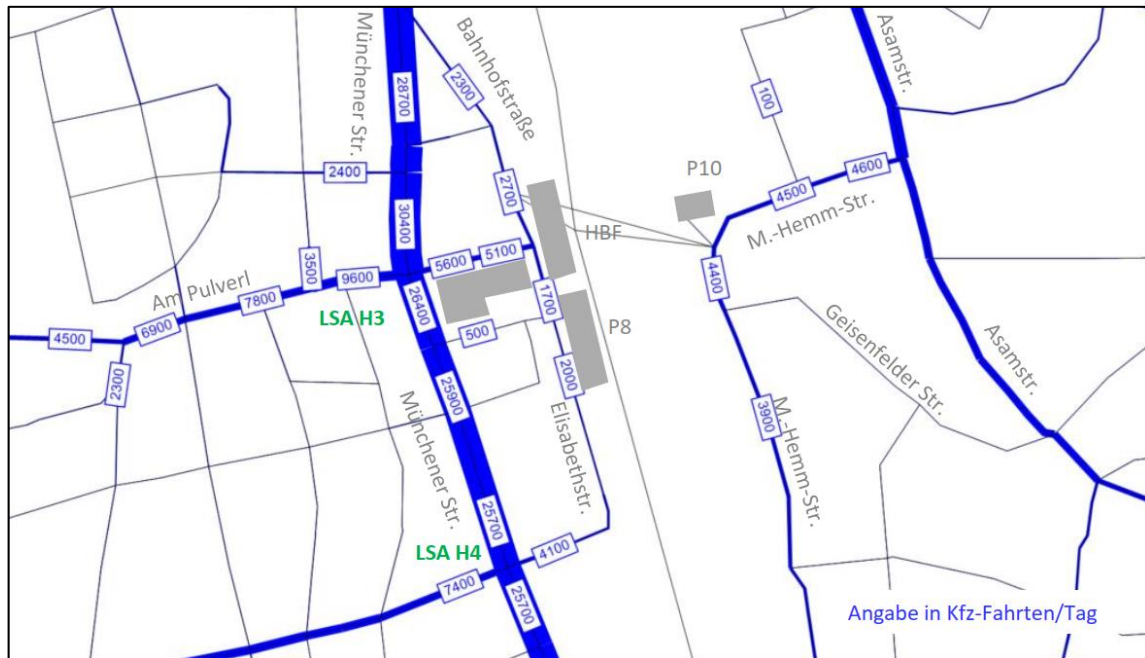 Münchener Str.
28700
Bahnhofstraße
2300
Asamstr.
100
2400
2700
P10
4600
4500
M.-Hemm-Str.
30400
HBF
3500
9600
5600
5100
4400
Am Pulverl
7800
LSA H3
26400
1700
P8
6900
4500
500
2300
25900
2000
Geisenfelder Str.
Asamstr.
3900
M.-Hemm-Str.
Münchener Str.
Elisabethstr.
25700
LSA H4
4100
7400
25700
Angabe in Kfz-Fahrten/Tag